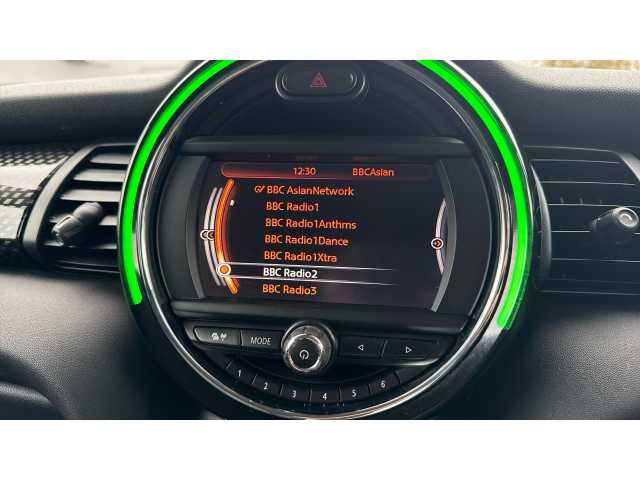 12:30 BBCAsian
BBC AsianNetwork
BBC Radio1
BBC Radio1Anthms
BBC Radio1Dance
BBC Radio1Xtra
BBC Radio2
BBC Radio3
MODE
1 2 3 4 5 6